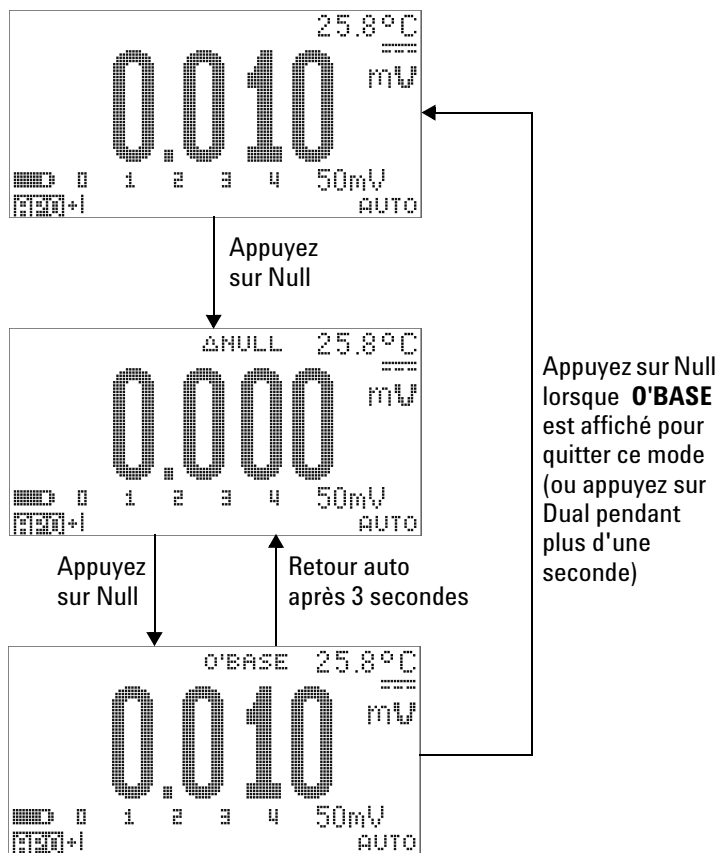 25.8°C
0.010 mV
0 1 2 3 4 50mV
AUTO
Appuyez
sur Null
ΔNULL 25.8°C
0.000 mV
0 1 2 3 4 50mV
AUTO
Appuyez
sur Null
Retour auto
après 3 secondes
Appuyez sur Null
lorsque O'BASE
est affiché pour
quitter ce mode
(ou appuyez sur
Dual pendant
plus d'une
seconde)
O'BASE 25.8°C
0.010 mV
0 1 2 3 4 50mV
AUTO